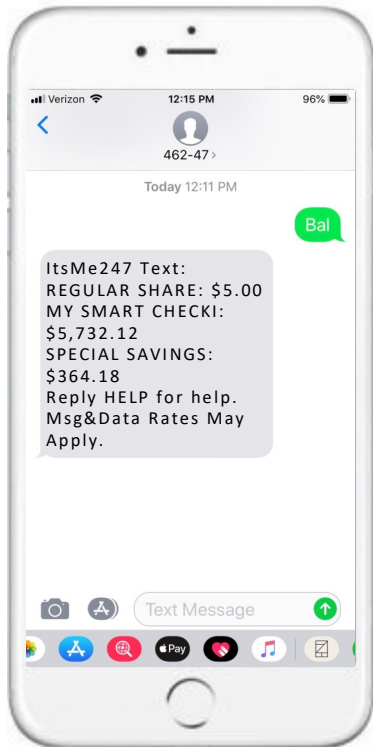 Verizon 12:15 PM 96%
462-47
Today 12:11 PM
Bal
ItsMe247 Text:
REGULAR SHARE: $5.00
MY SMART CHECKI:
$5,732.12
SPECIAL SAVINGS:
$364.18
Reply HELP for help.
Msg&Data Rates May
Apply.
Text Message
Pay